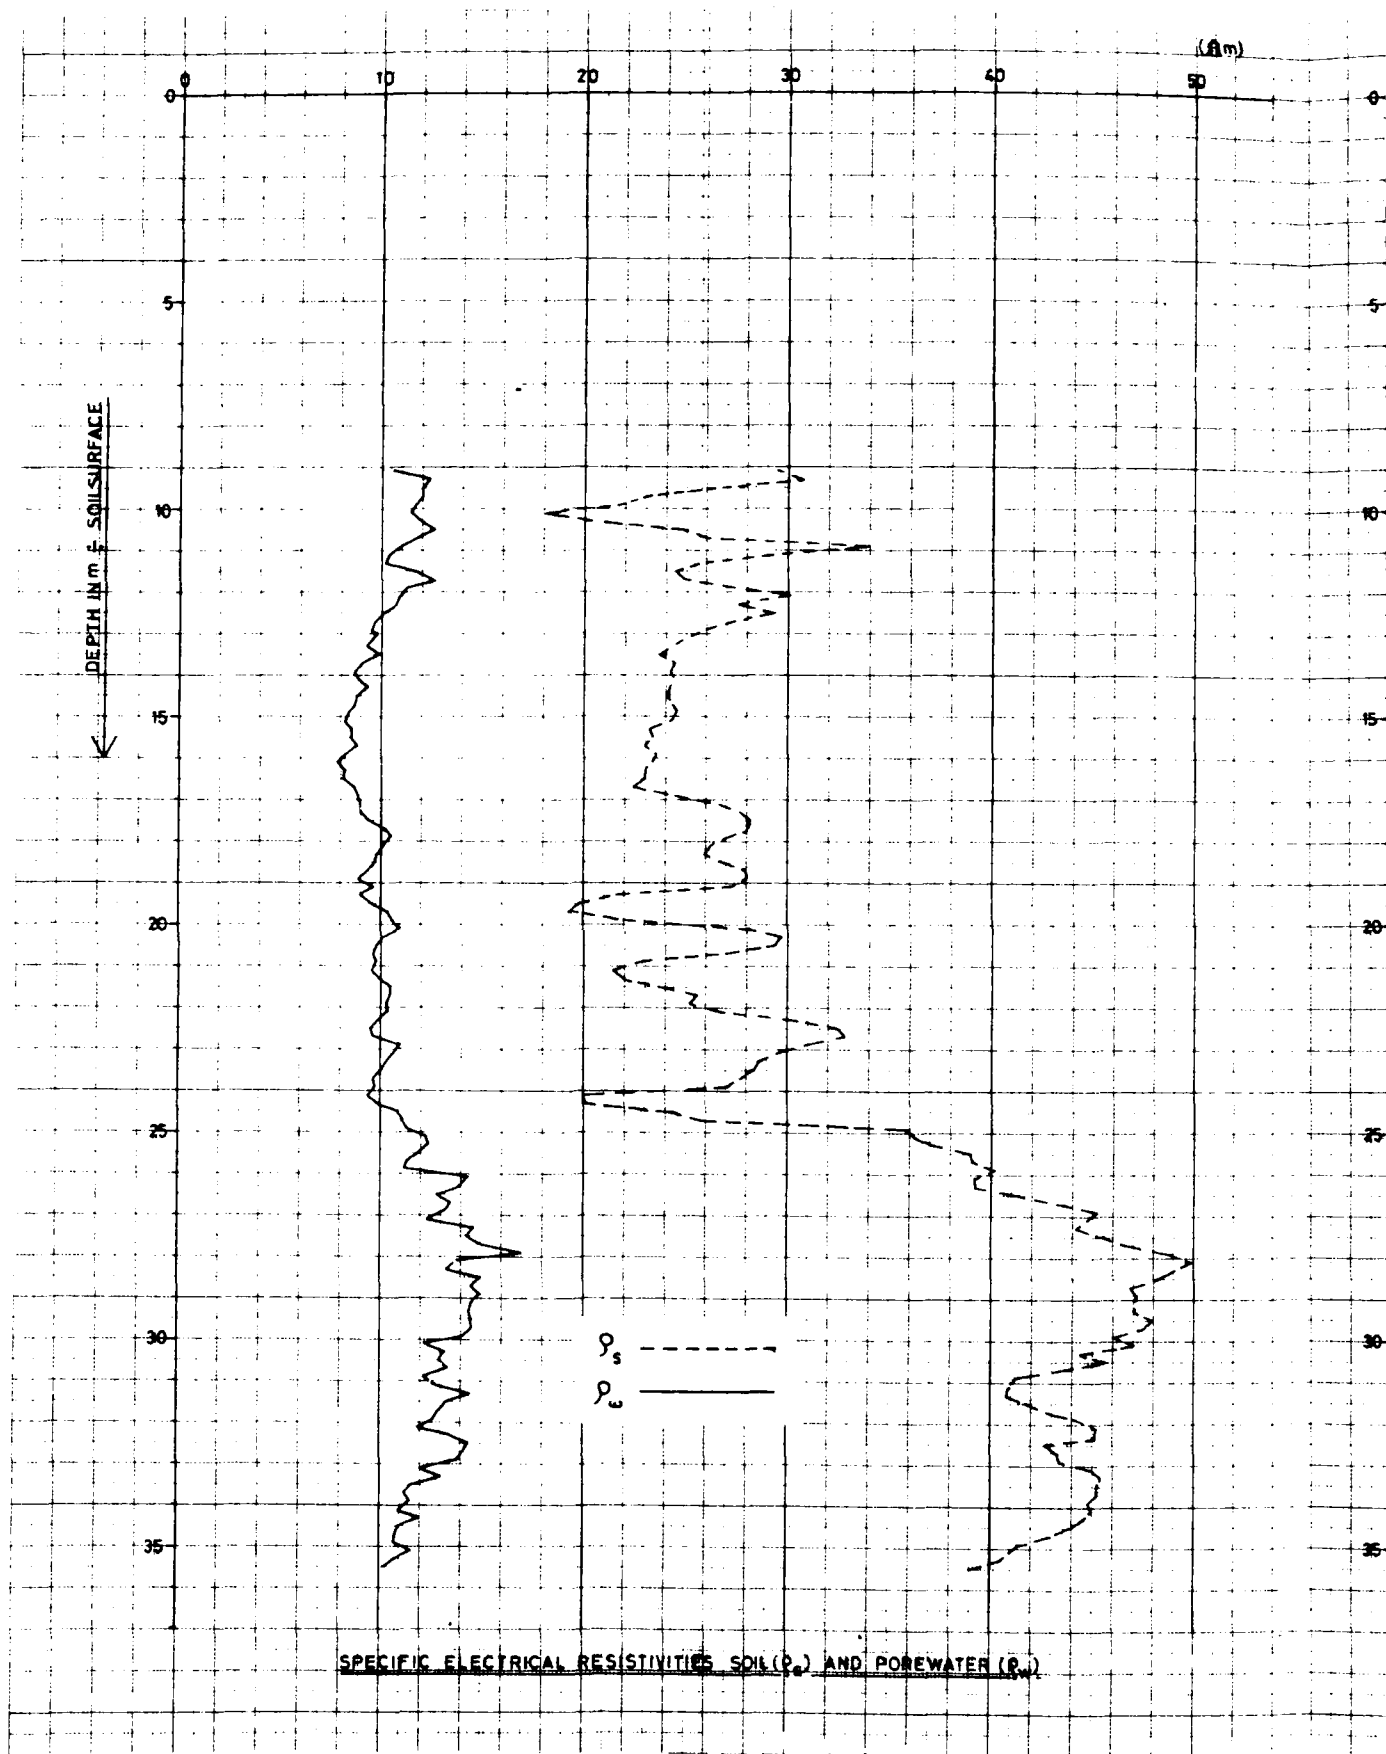 (Ωm)
0 10 20 30 40 50
0 0
5 5
DEPTH IN m ÷ SOILSURFACE
10 10
15 15
20 20
25 25
30 30
ρs
ρω
35 35
SPECIFIC ELECTRICAL RESISTIVITIES SOIL (ρs) AND POREWATER (ρw)